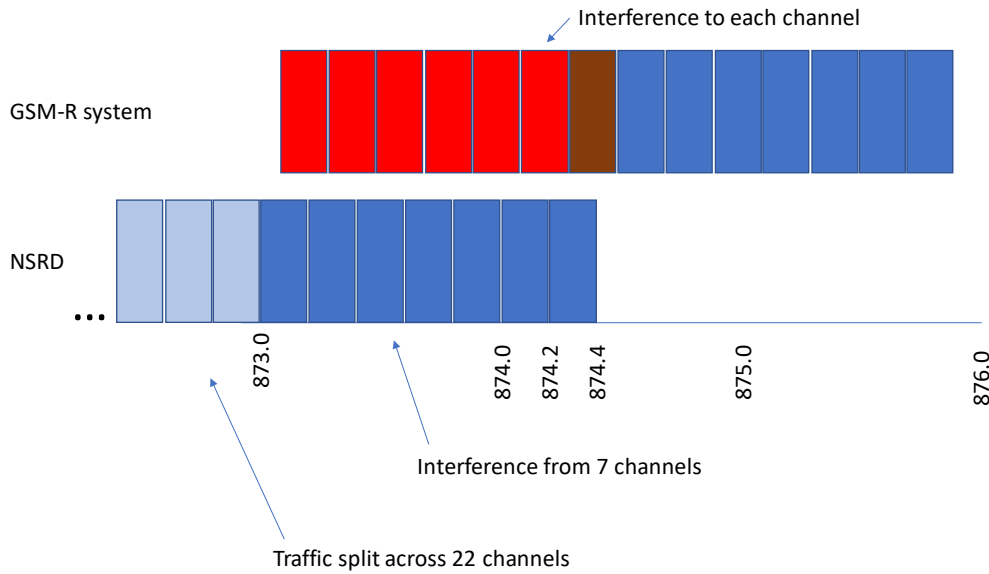 Interference to each channel
GSM-R system
NSRD
...
873.0
874.0
874.2
874.4
875.0
876.0
Interference from 7 channels
Traffic split across 22 channels